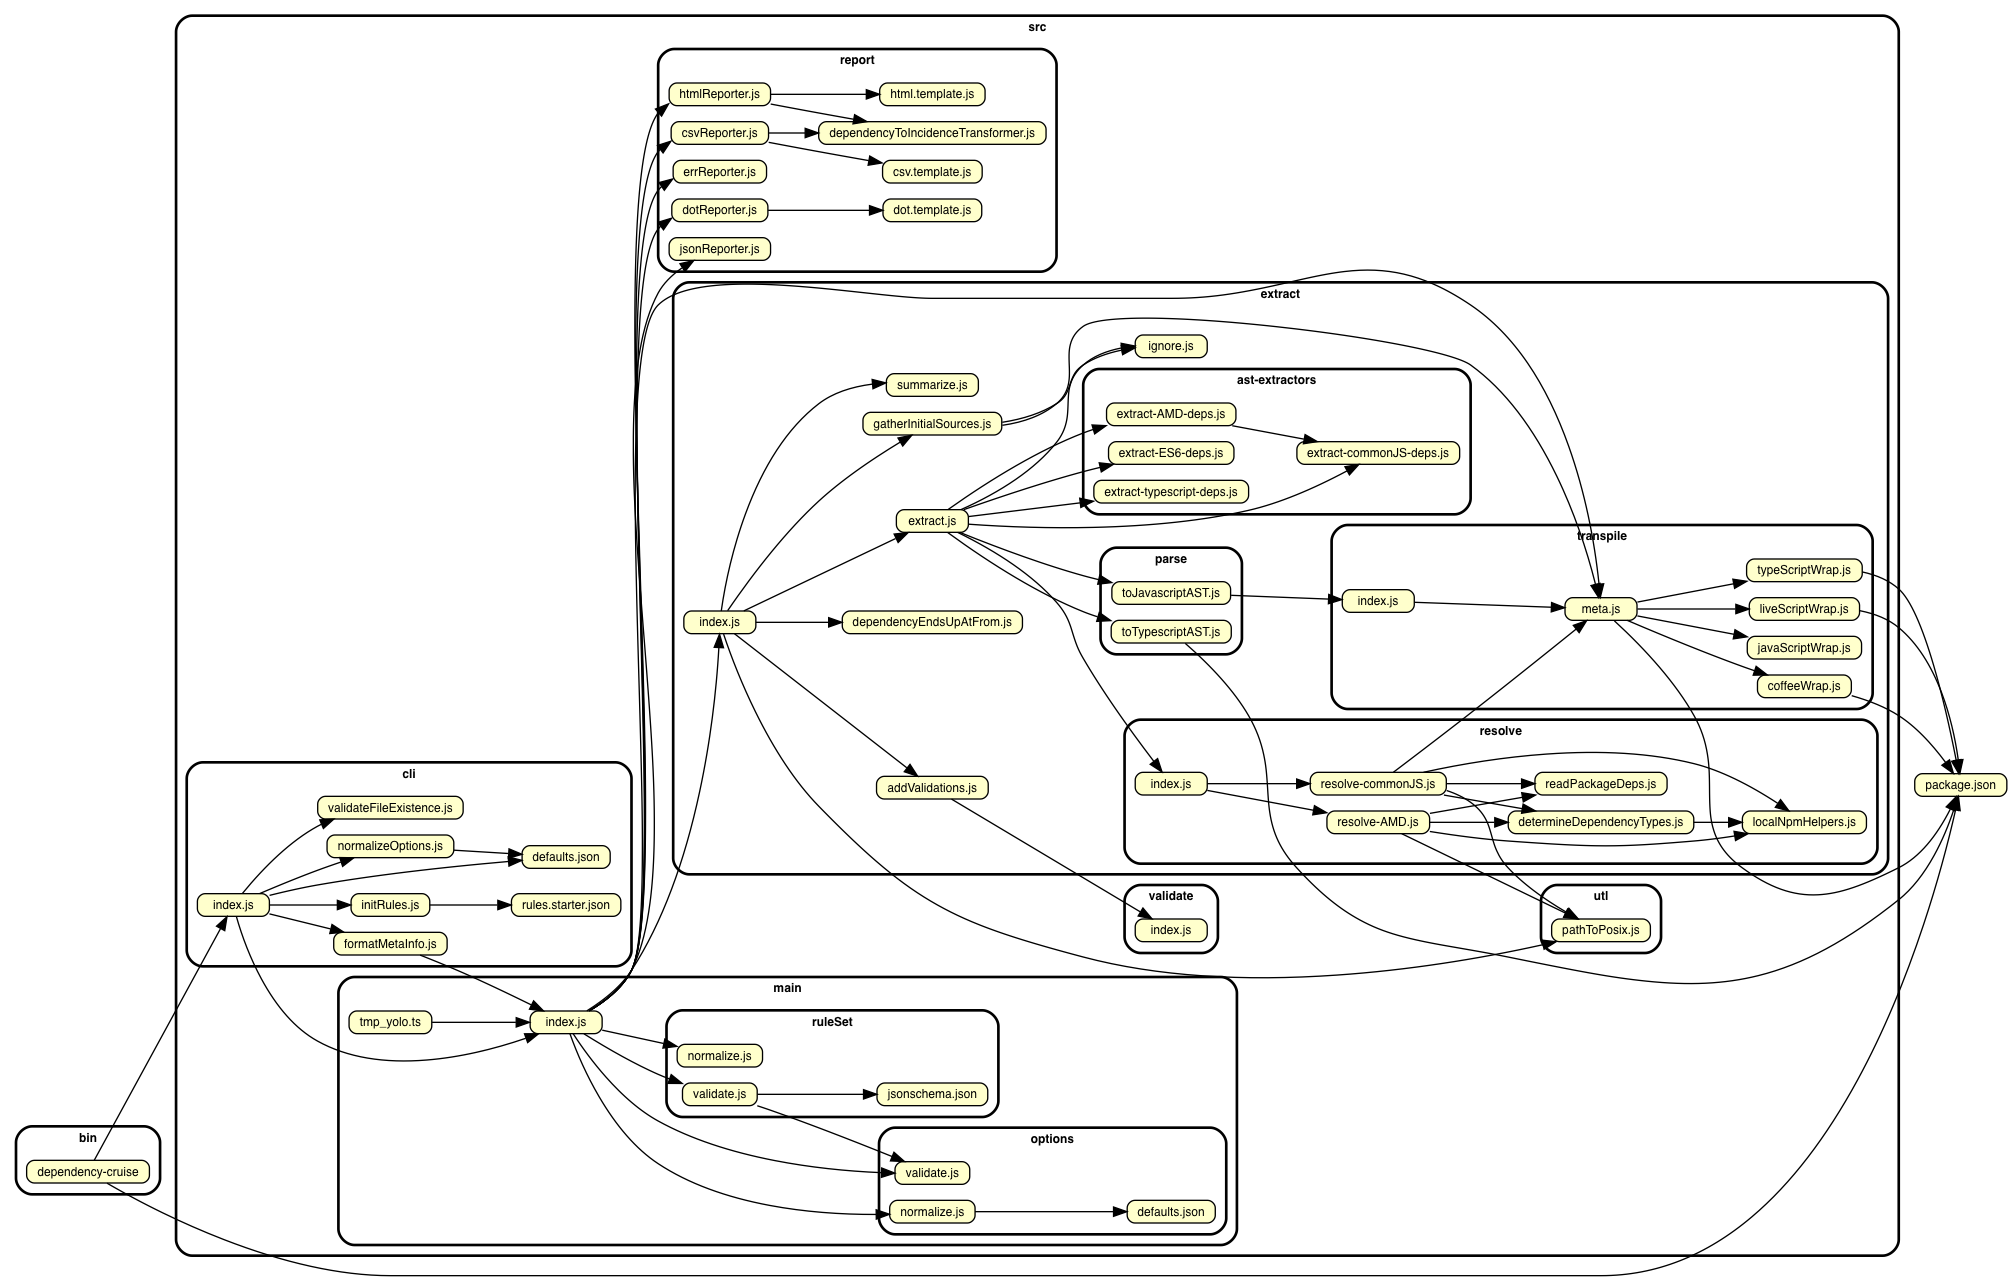 src
report
htmlReporter.js
html.template.js
csvReporter.js
dependencyToIncidenceTransformer.js
errReporter.js
csv.template.js
dotReporter.js
dot.template.js
jsonReporter.js
extract
ignore.js
summarize.js
gatherInitialSources.js
ast-extractors
extract-AMD-deps.js
extract-ES6-deps.js
extract-commonJS-deps.js
extract-typescript-deps.js
extract.js
parse
toJavascriptAST.js
toTypescriptAST.js
transpile
index.js
meta.js
typeScriptWrap.js
liveScriptWrap.js
javaScriptWrap.js
coffeeWrap.js
index.js
dependencyEndsUpAtFrom.js
addValidations.js
resolve
index.js
resolve-commonJS.js
readPackageDeps.js
resolve-AMD.js
determineDependencyTypes.js
localNpmHelpers.js
package.json
cli
validateFileExistence.js
normalizeOptions.js
defaults.json
index.js
initRules.js
rules.starter.json
formatMetaInfo.js
validate
index.js
utl
pathToPosix.js
main
tmp_yolo.ts
index.js
ruleSet
normalize.js
validate.js
jsonschema.json
options
validate.js
normalize.js
defaults.json
bin
dependency-cruise